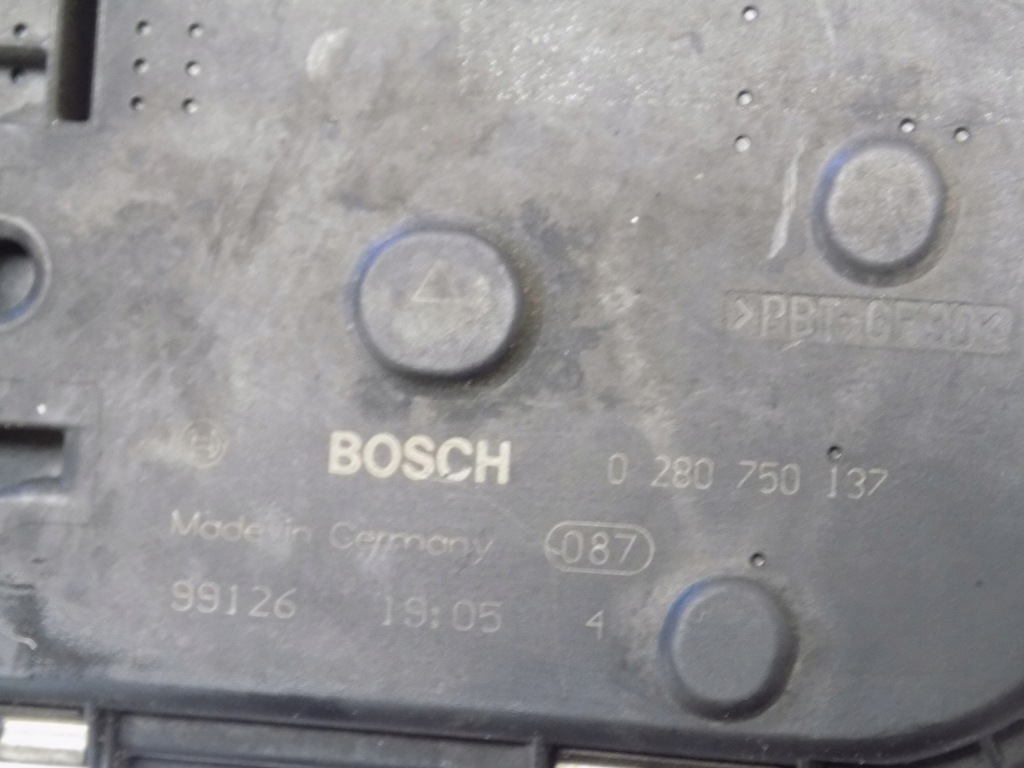 >PBT-GF30<
BOSCH 0 280 750 137
Made in Germany 087
99126 19:05 4